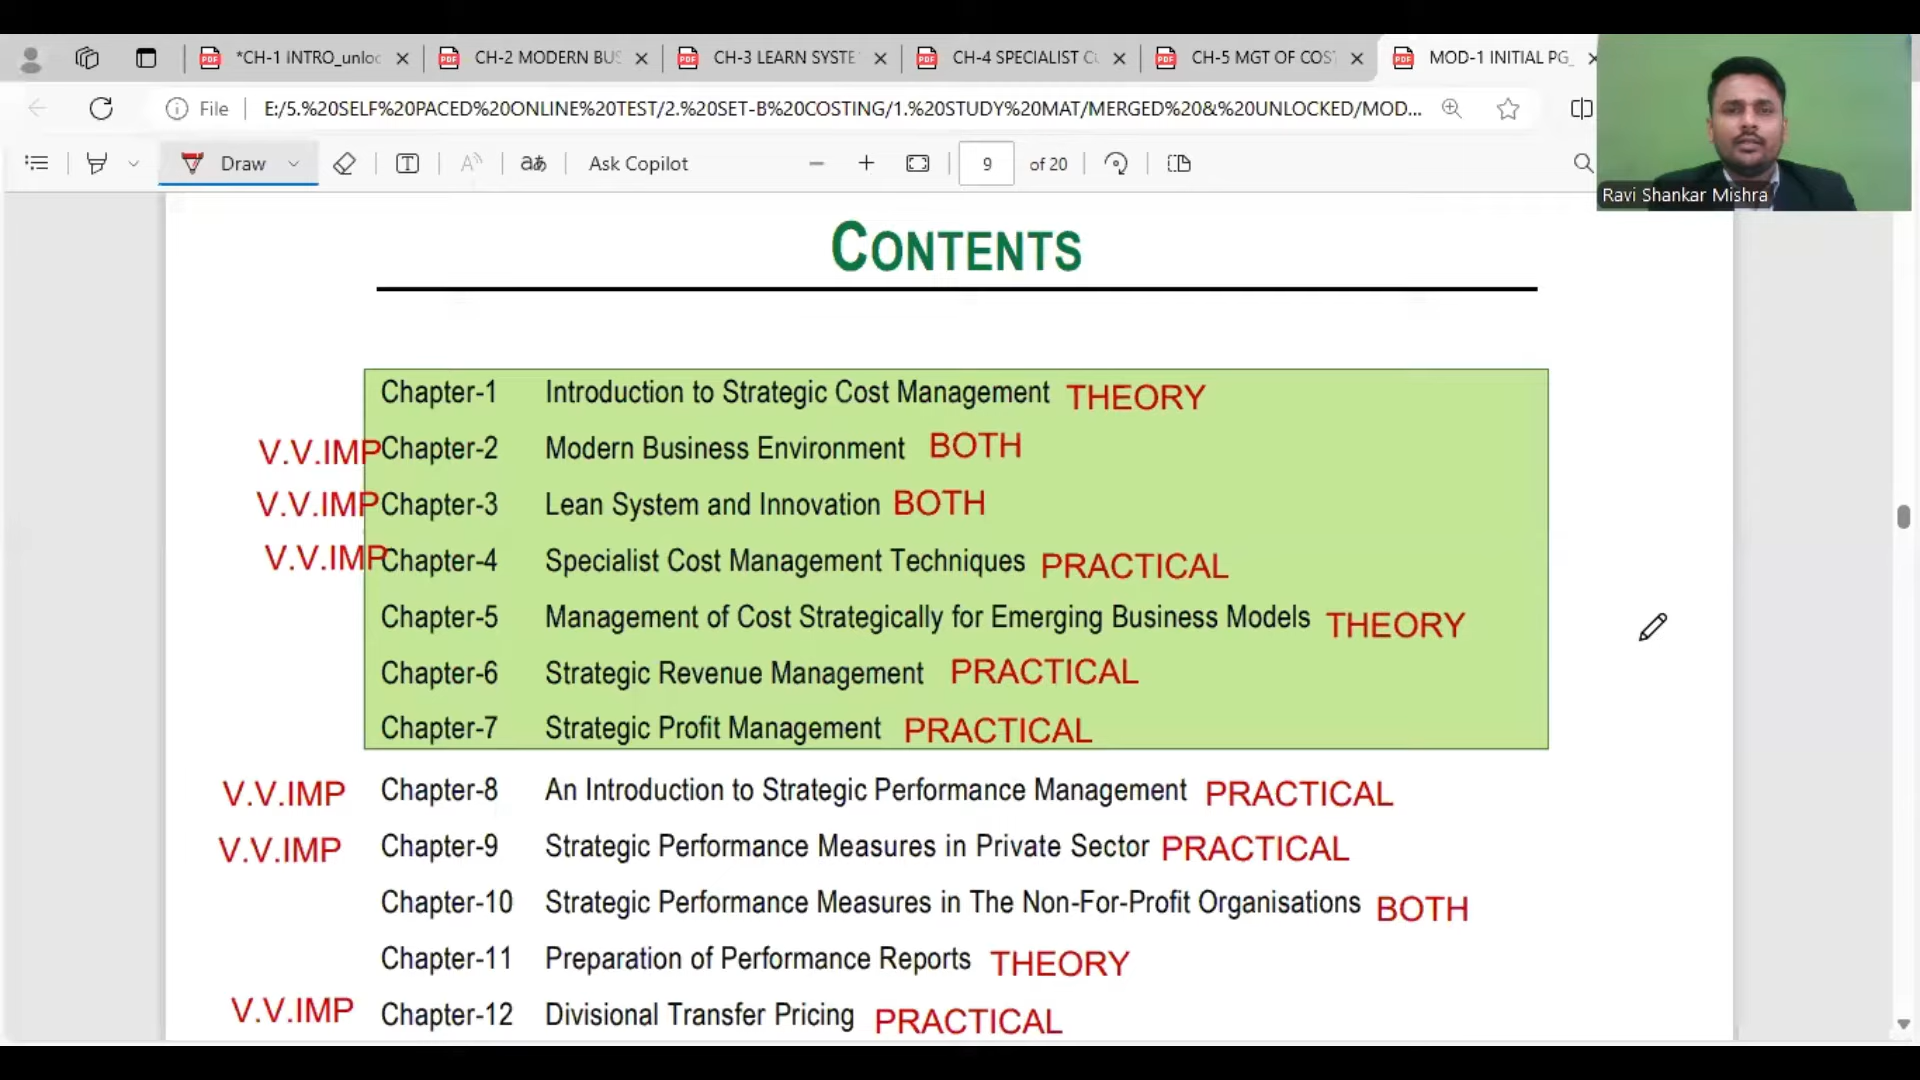 *CH-1 INTRO_unloc
CH-2 MODERN BUS
CH-3 LEARN SYSTE
CH-4 SPECIALIST C
CH-5 MGT OF COST
MOD-1 INITIAL PG_
File
E:/5.%20SELF%20PACED%20ONLINE%20TEST/2.%20SET-B%20COSTING/1.%20STUDY%20MAT/MERGED%20&%20UNLOCKED/MOD...
Draw
T
A
aあ
Ask Copilot
9
of 20
Ravi Shankar Mishra
CONTENTS
Chapter-1 Introduction to Strategic Cost Management THEORY
V.V.IMP Chapter-2 Modern Business Environment BOTH
V.V.IMP Chapter-3 Lean System and Innovation BOTH
V.V.IMP Chapter-4 Specialist Cost Management Techniques PRACTICAL
Chapter-5 Management of Cost Strategically for Emerging Business Models THEORY
Chapter-6 Strategic Revenue Management PRACTICAL
Chapter-7 Strategic Profit Management PRACTICAL
V.V.IMP Chapter-8 An Introduction to Strategic Performance Management PRACTICAL
V.V.IMP Chapter-9 Strategic Performance Measures in Private Sector PRACTICAL
Chapter-10 Strategic Performance Measures in The Non-For-Profit Organisations BOTH
Chapter-11 Preparation of Performance Reports THEORY
V.V.IMP Chapter-12 Divisional Transfer Pricing PRACTICAL